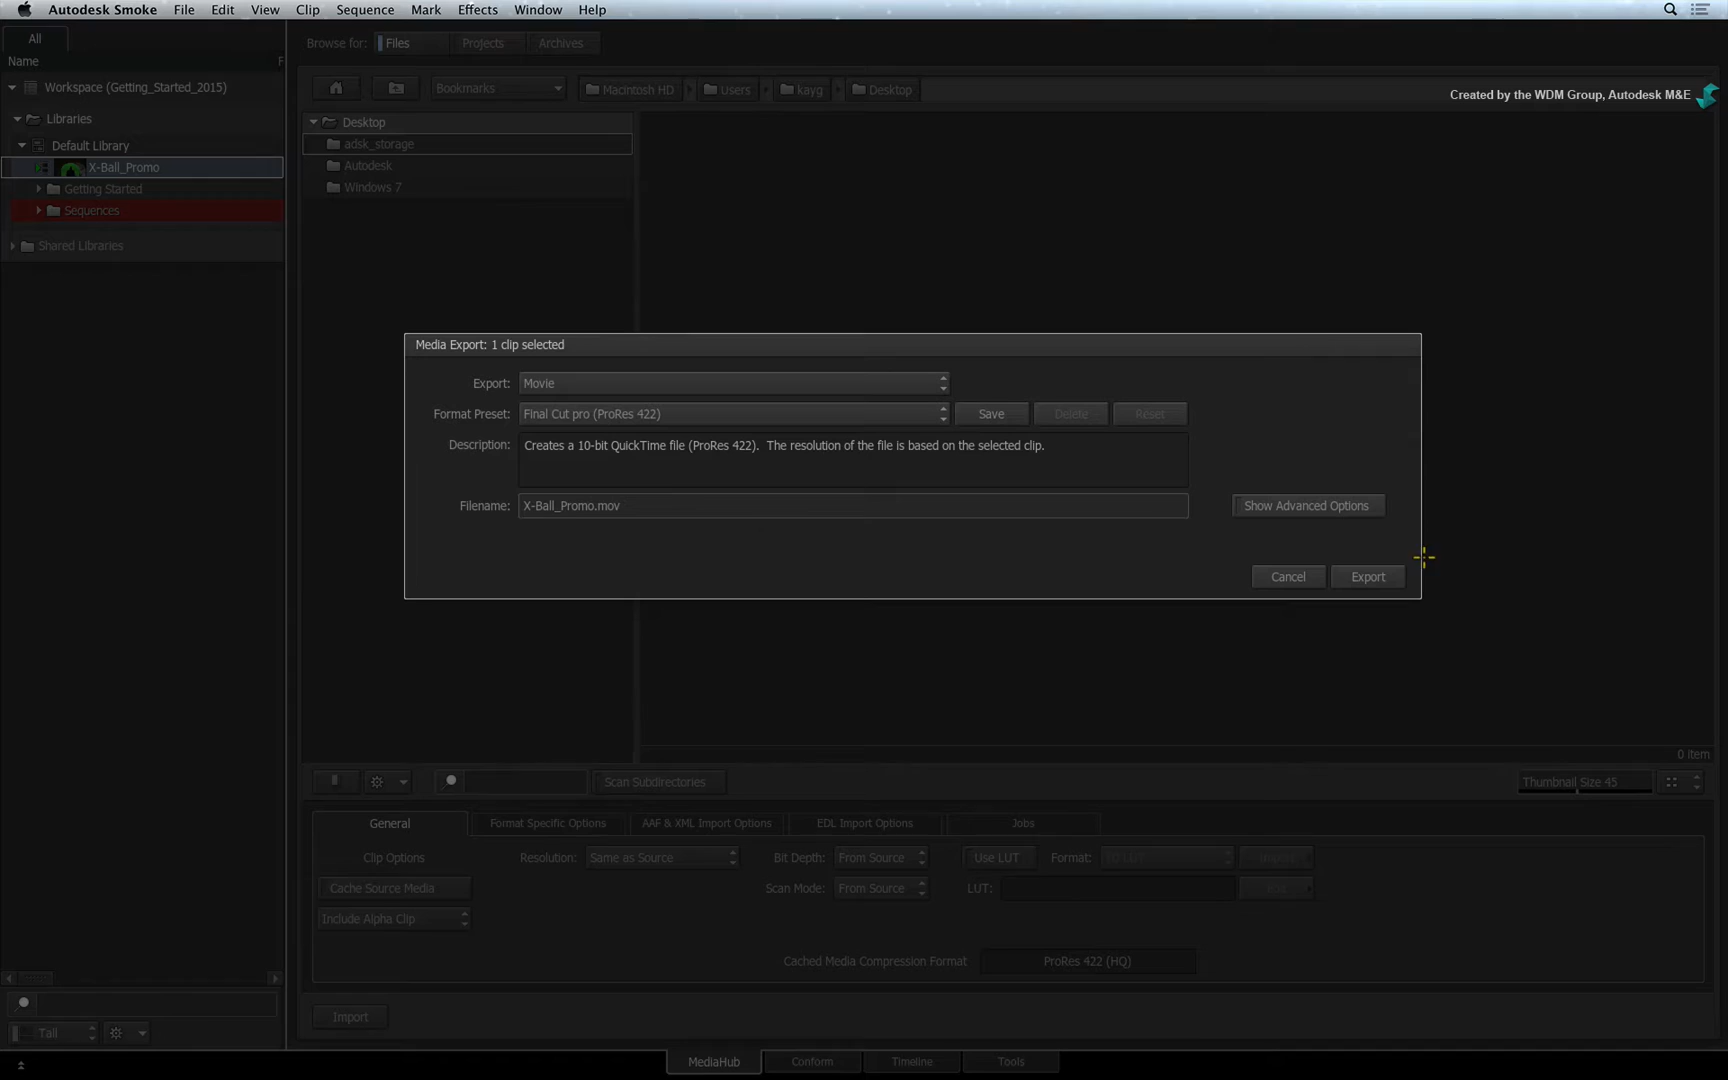 Autodesk Smoke File Edit View Clip Sequence Mark Effects Window Help
All
Name F
Workspace (Getting_Started_2015)
Libraries
Default Library
X-Ball_Promo
Getting Started
Sequences
Shared Libraries
Browse for: Files Projects Archives
Bookmarks Macintosh HD Users kayg Desktop
Created by the WDM Group, Autodesk M&E
Desktop
adsk_storage
Autodesk
Windows 7
Media Export: 1 clip selected
Export: Movie
Format Preset: Final Cut pro (ProRes 422) Save Delete Reset
Description: Creates a 10-bit QuickTime file (ProRes 422). The resolution of the file is based on the selected clip.
Filename: X-Ball_Promo.mov Show Advanced Options
Cancel Export
0 item
Scan Subdirectories Thumbnail Size 45
General Format Specific Options AAF & XML Import Options EDL Import Options Jobs
Clip Options Resolution: Same as Source Bit Depth: From Source Use LUT Format: Import
Cache Source Media Scan Mode: From Source LUT: Edit
Include Alpha Clip
Cached Media Compression Format ProRes 422 (HQ)
Import
Tall
MediaHub Conform Timeline Tools